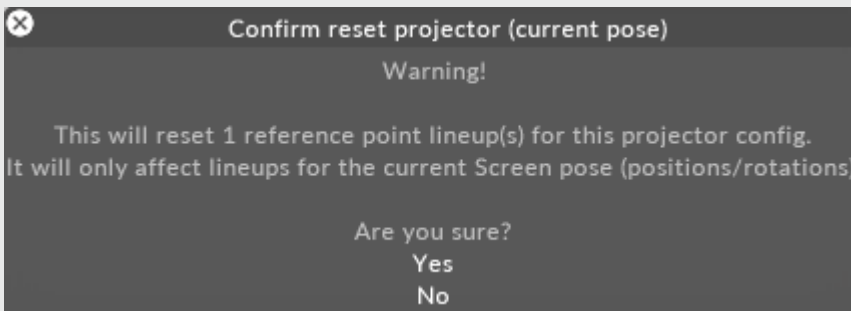 Confirm reset projector (current pose)
Warning!
This will reset 1 reference point lineup(s) for this projector config.
It will only affect lineups for the current Screen pose (positions/rotations)
Are you sure?
Yes
No